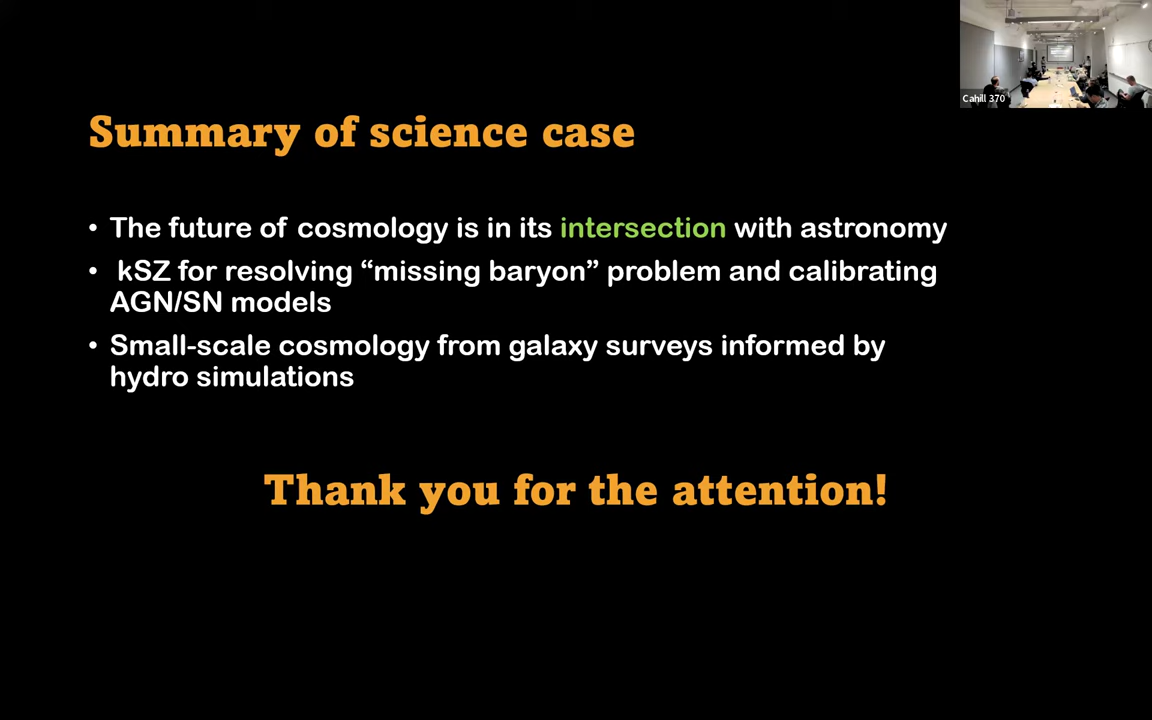 Cahill 370
Summary of science case
• The future of cosmology is in its intersection with astronomy
• kSZ for resolving “missing baryon” problem and calibrating
AGN/SN models
• Small-scale cosmology from galaxy surveys informed by
hydro simulations
Thank you for the attention!